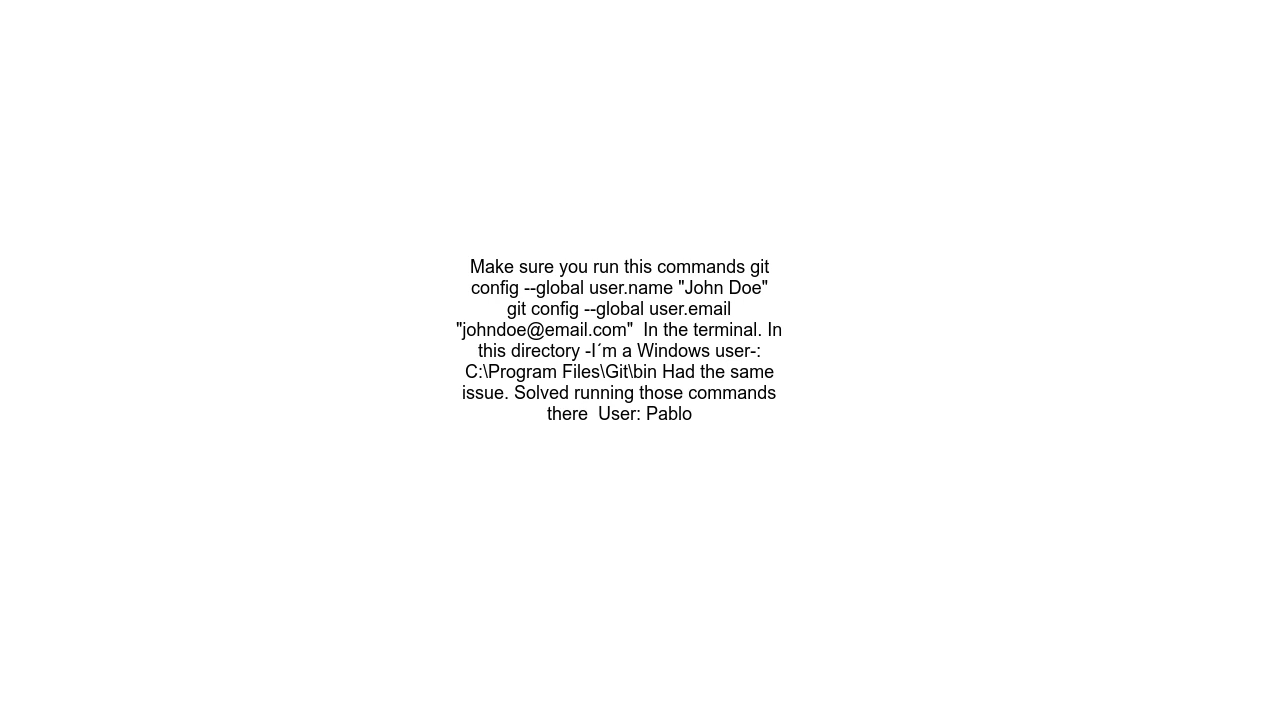 Make sure you run this commands git
config --global user.name "John Doe"
git config --global user.email
"johndoe@email.com"  In the terminal. In
this directory -I´m a Windows user-:
C:\Program Files\Git\bin Had the same
issue. Solved running those commands
there  User: Pablo